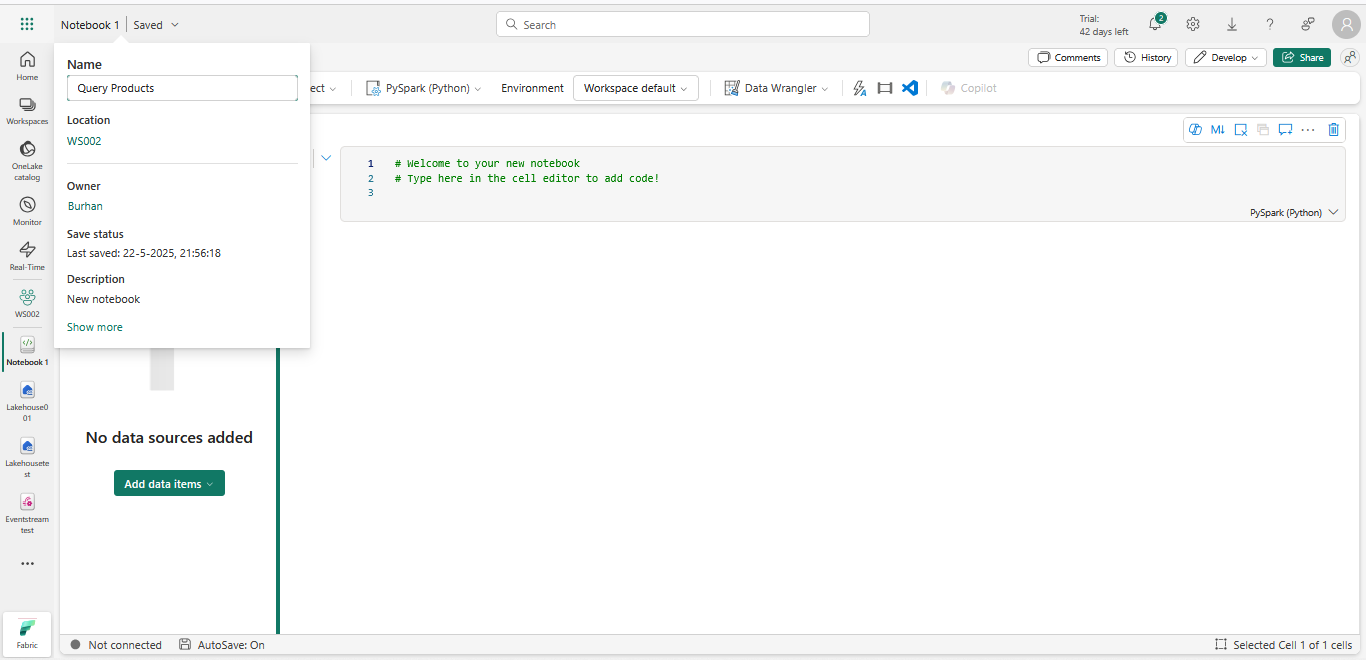 Notebook 1 Saved
Search
Trial:
42 days left
2
Comments History Develop Share
ect PySpark (Python) Environment Workspace default Data Wrangler Copilot
Home
Workspaces
OneLake
catalog
Monitor
Real-Time
WS002
Notebook 1
Lakehouse0
01
Lakehousete
st
Eventstream
test
...
Fabric
Name
Query Products
Location
WS002
Owner
Burhan
Save status
Last saved: 22-5-2025, 21:56:18
Description
New notebook
Show more
No data sources added
Add data items
M↓ ...
1 # Welcome to your new notebook
2 # Type here in the cell editor to add code!
3
PySpark (Python)
Not connected AutoSave: On
Selected Cell 1 of 1 cells